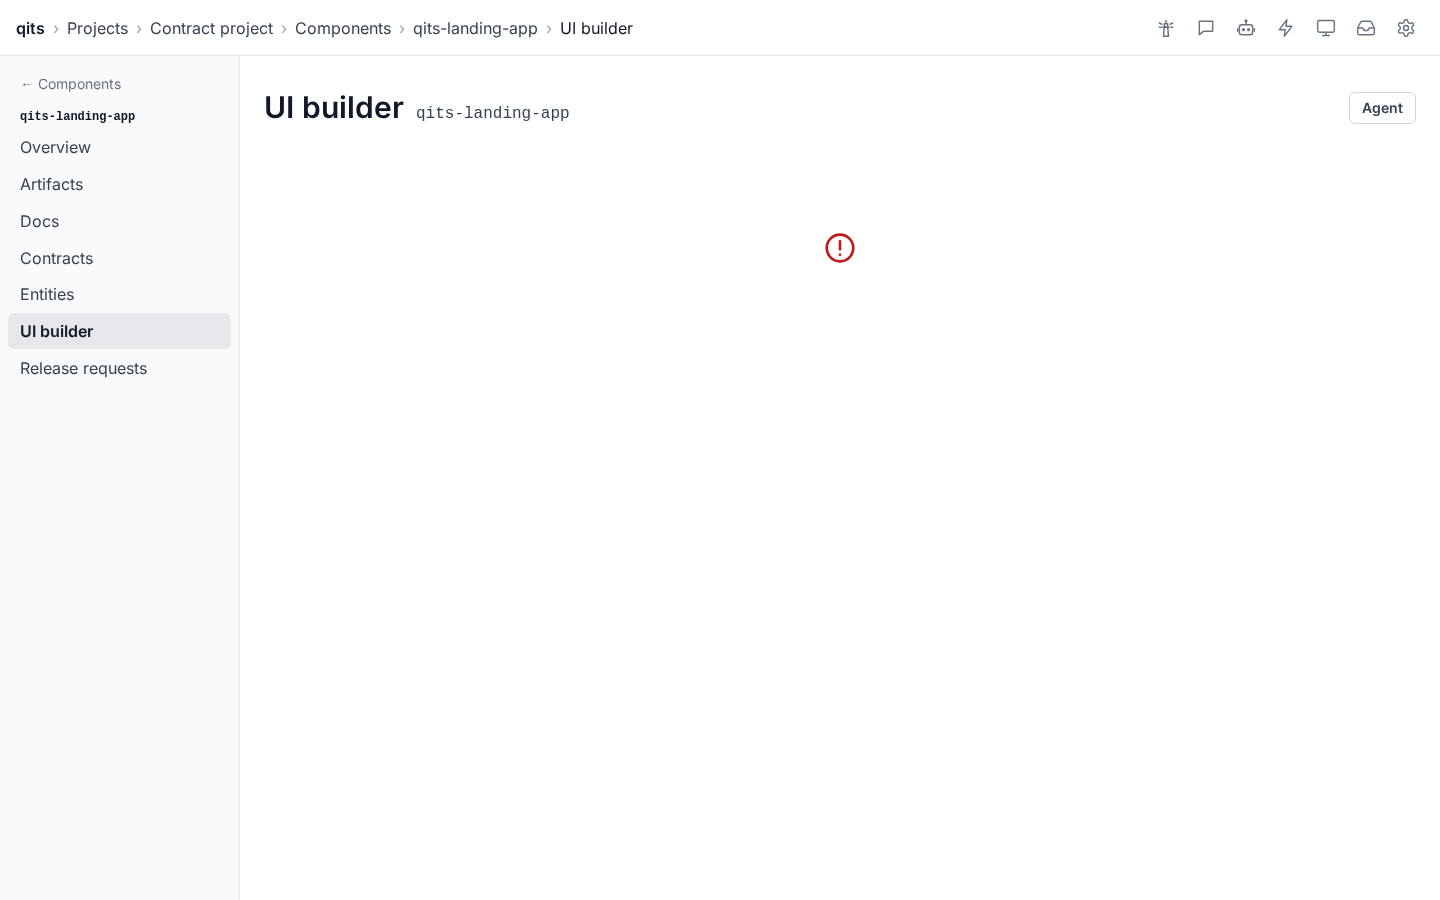 qits › Projects › Contract project › Components › qits-landing-app › UI builder
← Components
qits-landing-app
Overview
Artifacts
Docs
Contracts
Entities
UI builder
Release requests
UI builder qits-landing-app
Agent